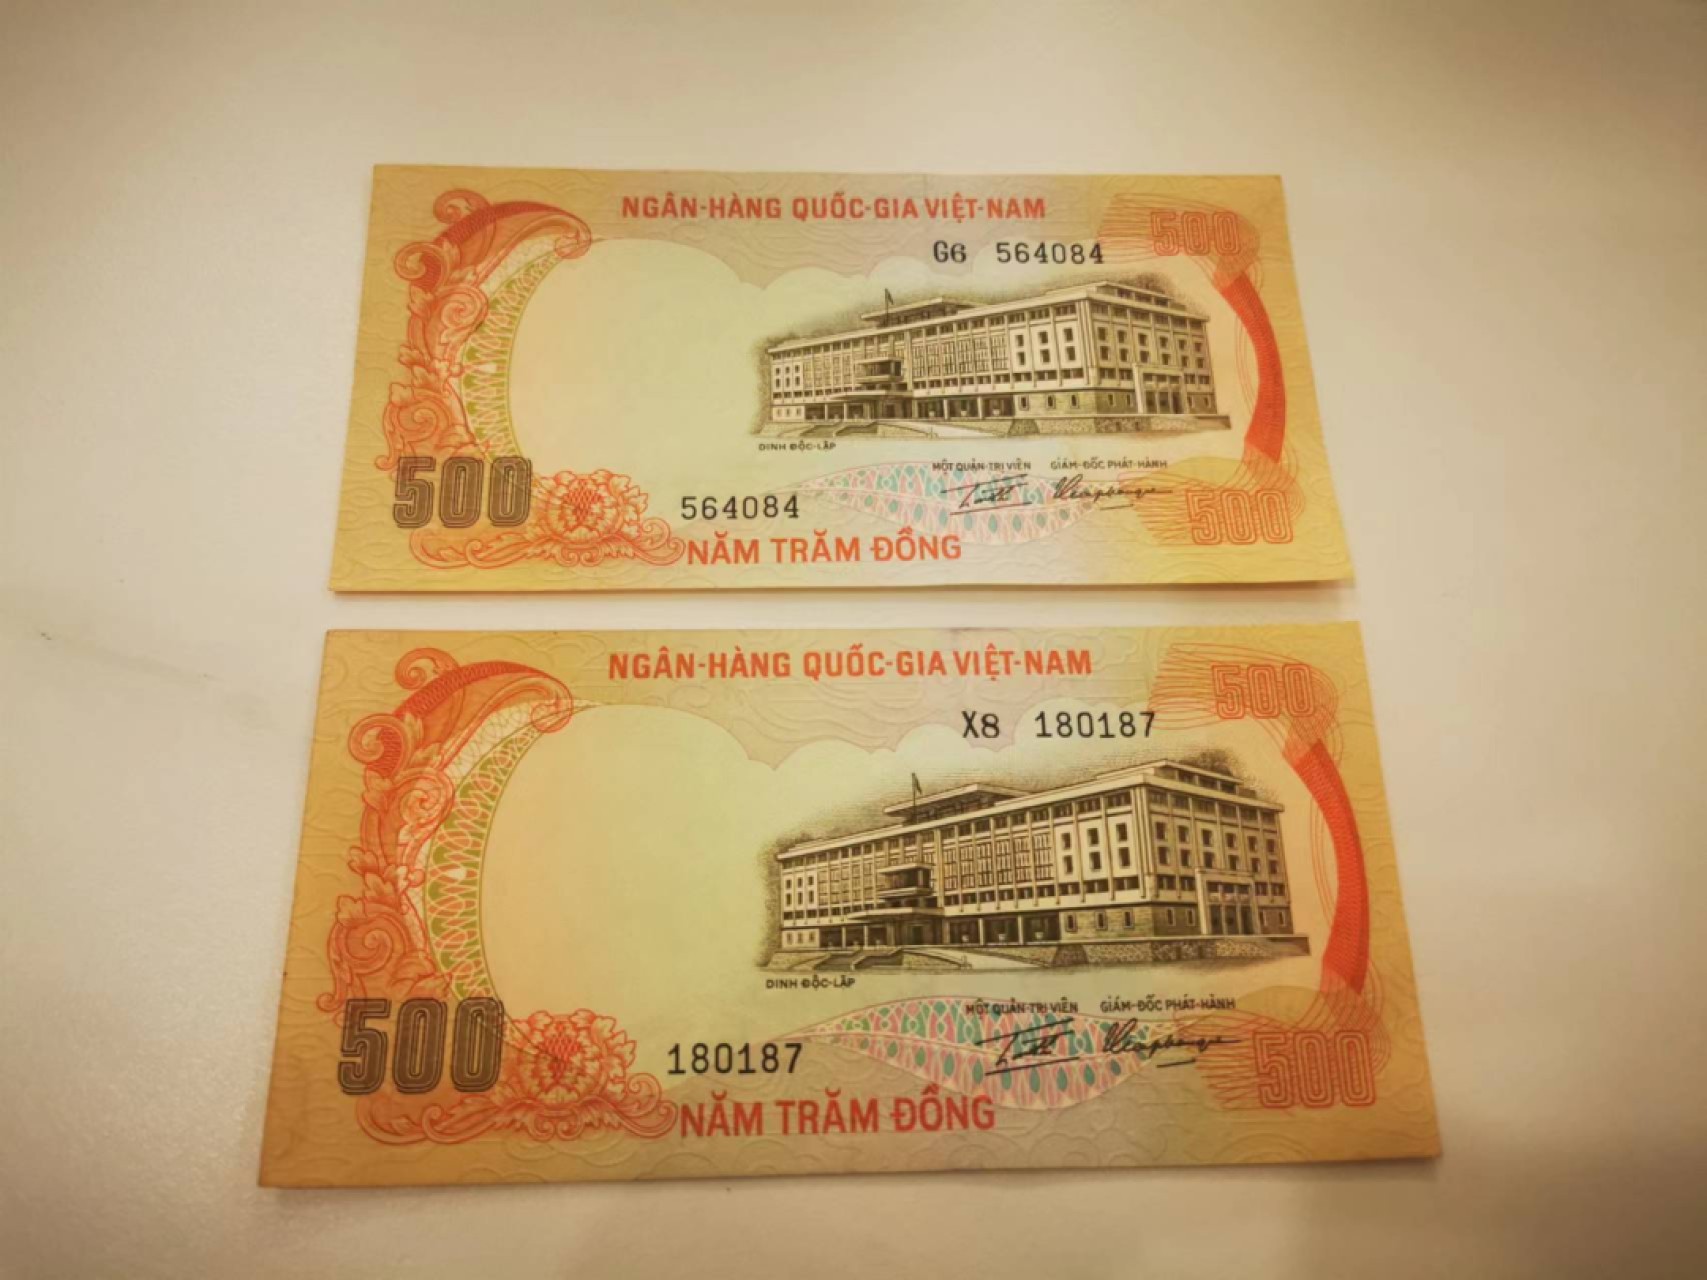 NGÂN-HÀNG QUỐC-GIA VIỆT-NAM
500
G6 564084
DINH ĐỘC-LẬP
MỘT QUẢN-TRỊ VIÊN GIÁM-ĐỐC PHÁT-HÀNH
500
564084
500
NĂM TRĂM ĐỒNG
NGÂN-HÀNG QUỐC-GIA VIỆT-NAM
500
X8 180187
DINH ĐỘC-LẬP
MỘT QUẢN-TRỊ VIÊN GIÁM-ĐỐC PHÁT-HÀNH
500
180187
500
NĂM TRĂM ĐỒNG